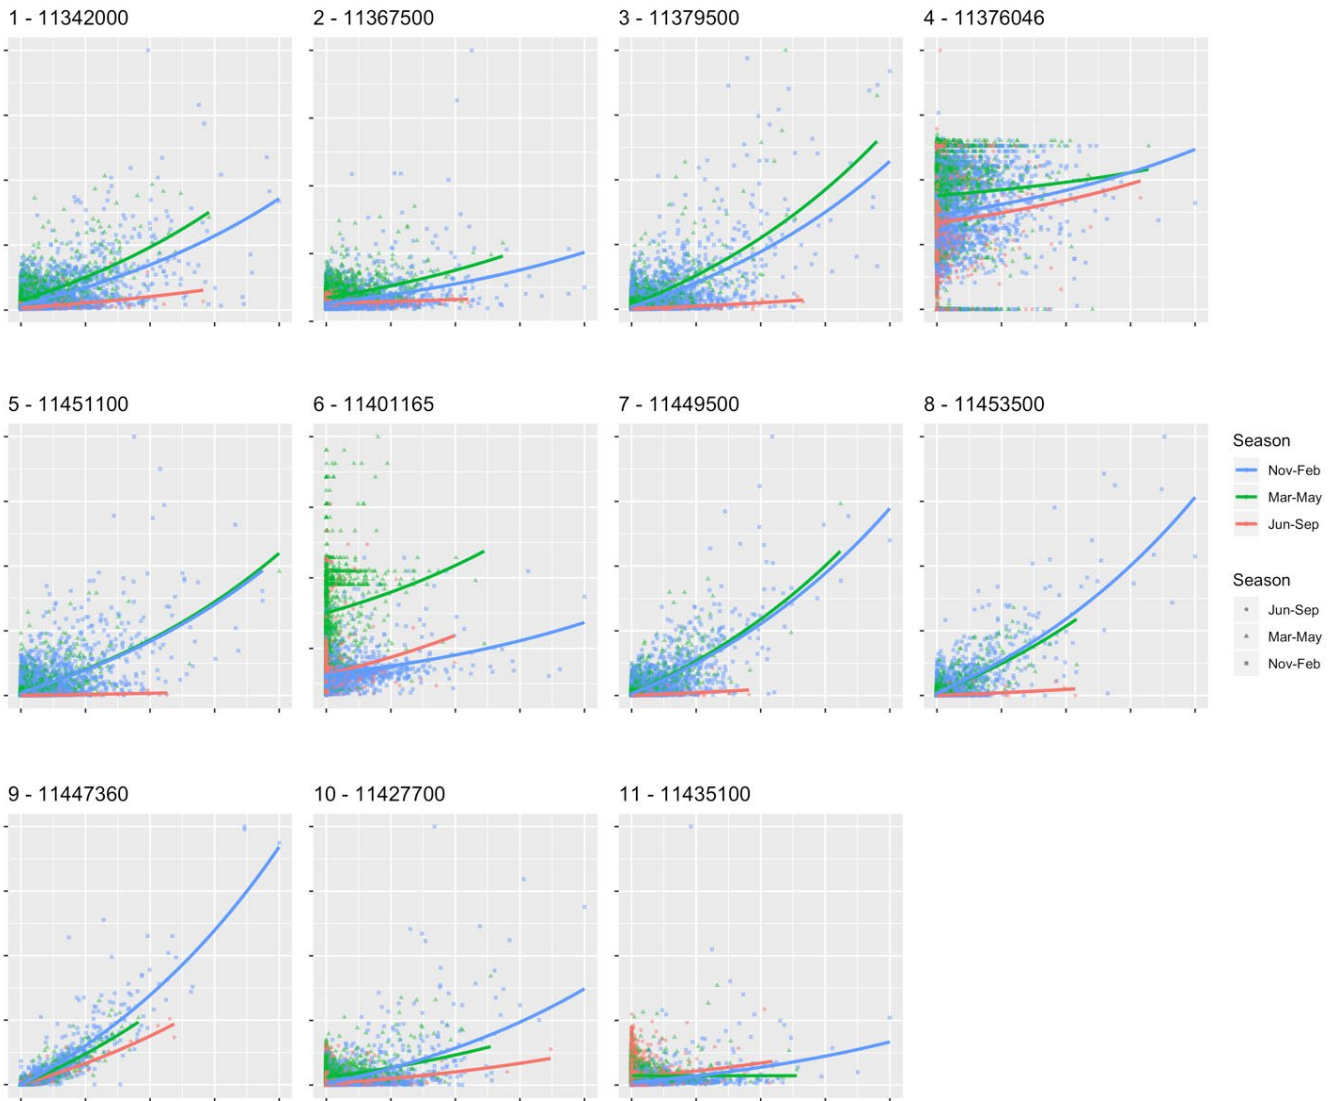 1 - 11342000
2 - 11367500
3 - 11379500
4 - 11376046
5 - 11451100
6 - 11401165
7 - 11449500
8 - 11453500
Season
Nov-Feb
Mar-May
Jun-Sep
Season
Jun-Sep
Mar-May
Nov-Feb
9 - 11447360
10 - 11427700
11 - 11435100